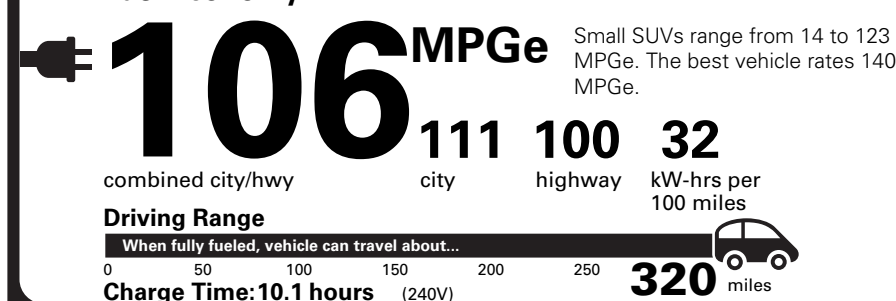 106 MPGe
Small SUVs range from 14 to 123
MPGe. The best vehicle rates 140
MPGe.
111 100 32
combined city/hwy city highway kW-hrs per
100 miles
Driving Range
When fully fueled, vehicle can travel about...
0 50 100 150 200 250 320 miles
Charge Time: 10.1 hours (240V)